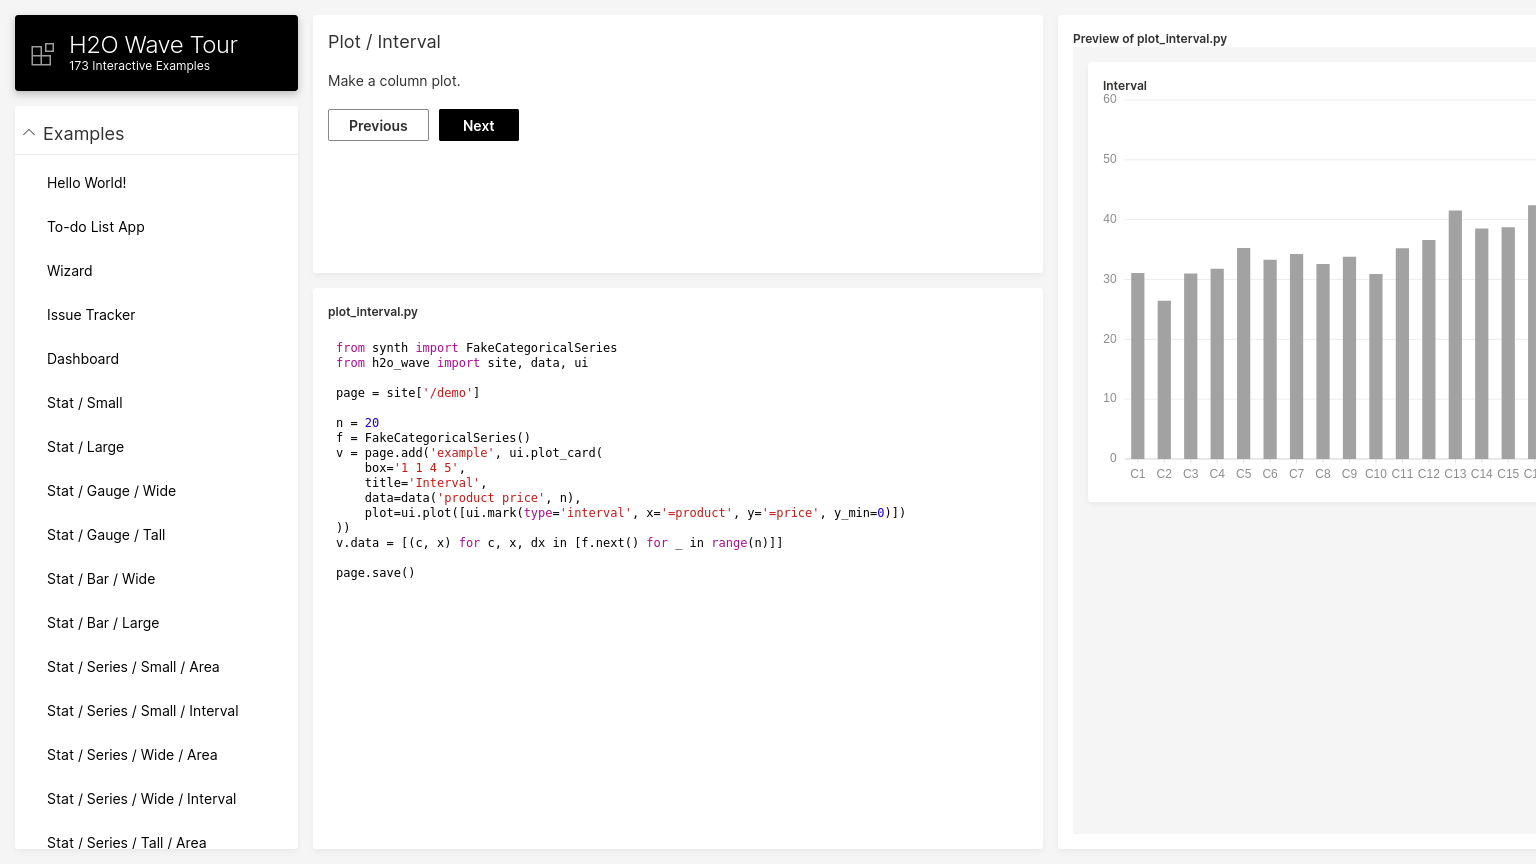 H2O Wave Tour
173 Interactive Examples
Examples
Hello World!
To-do List App
Wizard
Issue Tracker
Dashboard
Stat / Small
Stat / Large
Stat / Gauge / Wide
Stat / Gauge / Tall
Stat / Bar / Wide
Stat / Bar / Large
Stat / Series / Small / Area
Stat / Series / Small / Interval
Stat / Series / Wide / Area
Stat / Series / Wide / Interval
Stat / Series / Tall / Area
Plot / Interval
Make a column plot.
Previous Next
plot_interval.py
from synth import FakeCategoricalSeries
from h2o_wave import site, data, ui
page = site['/demo']
n = 20
f = FakeCategoricalSeries()
v = page.add('example', ui.plot_card(
    box='1 1 4 5',
    title='Interval',
    data=data('product price', n),
    plot=ui.plot([ui.mark(type='interval', x='=product', y='=price', y_min=0)])
))
v.data = [(c, x) for c, x, dx in [f.next() for _ in range(n)]]
page.save()
Preview of plot_interval.py
Interval
60
50
40
30
20
10
0
C1 C2 C3 C4 C5 C6 C7 C8 C9 C10 C11 C12 C13 C14 C15